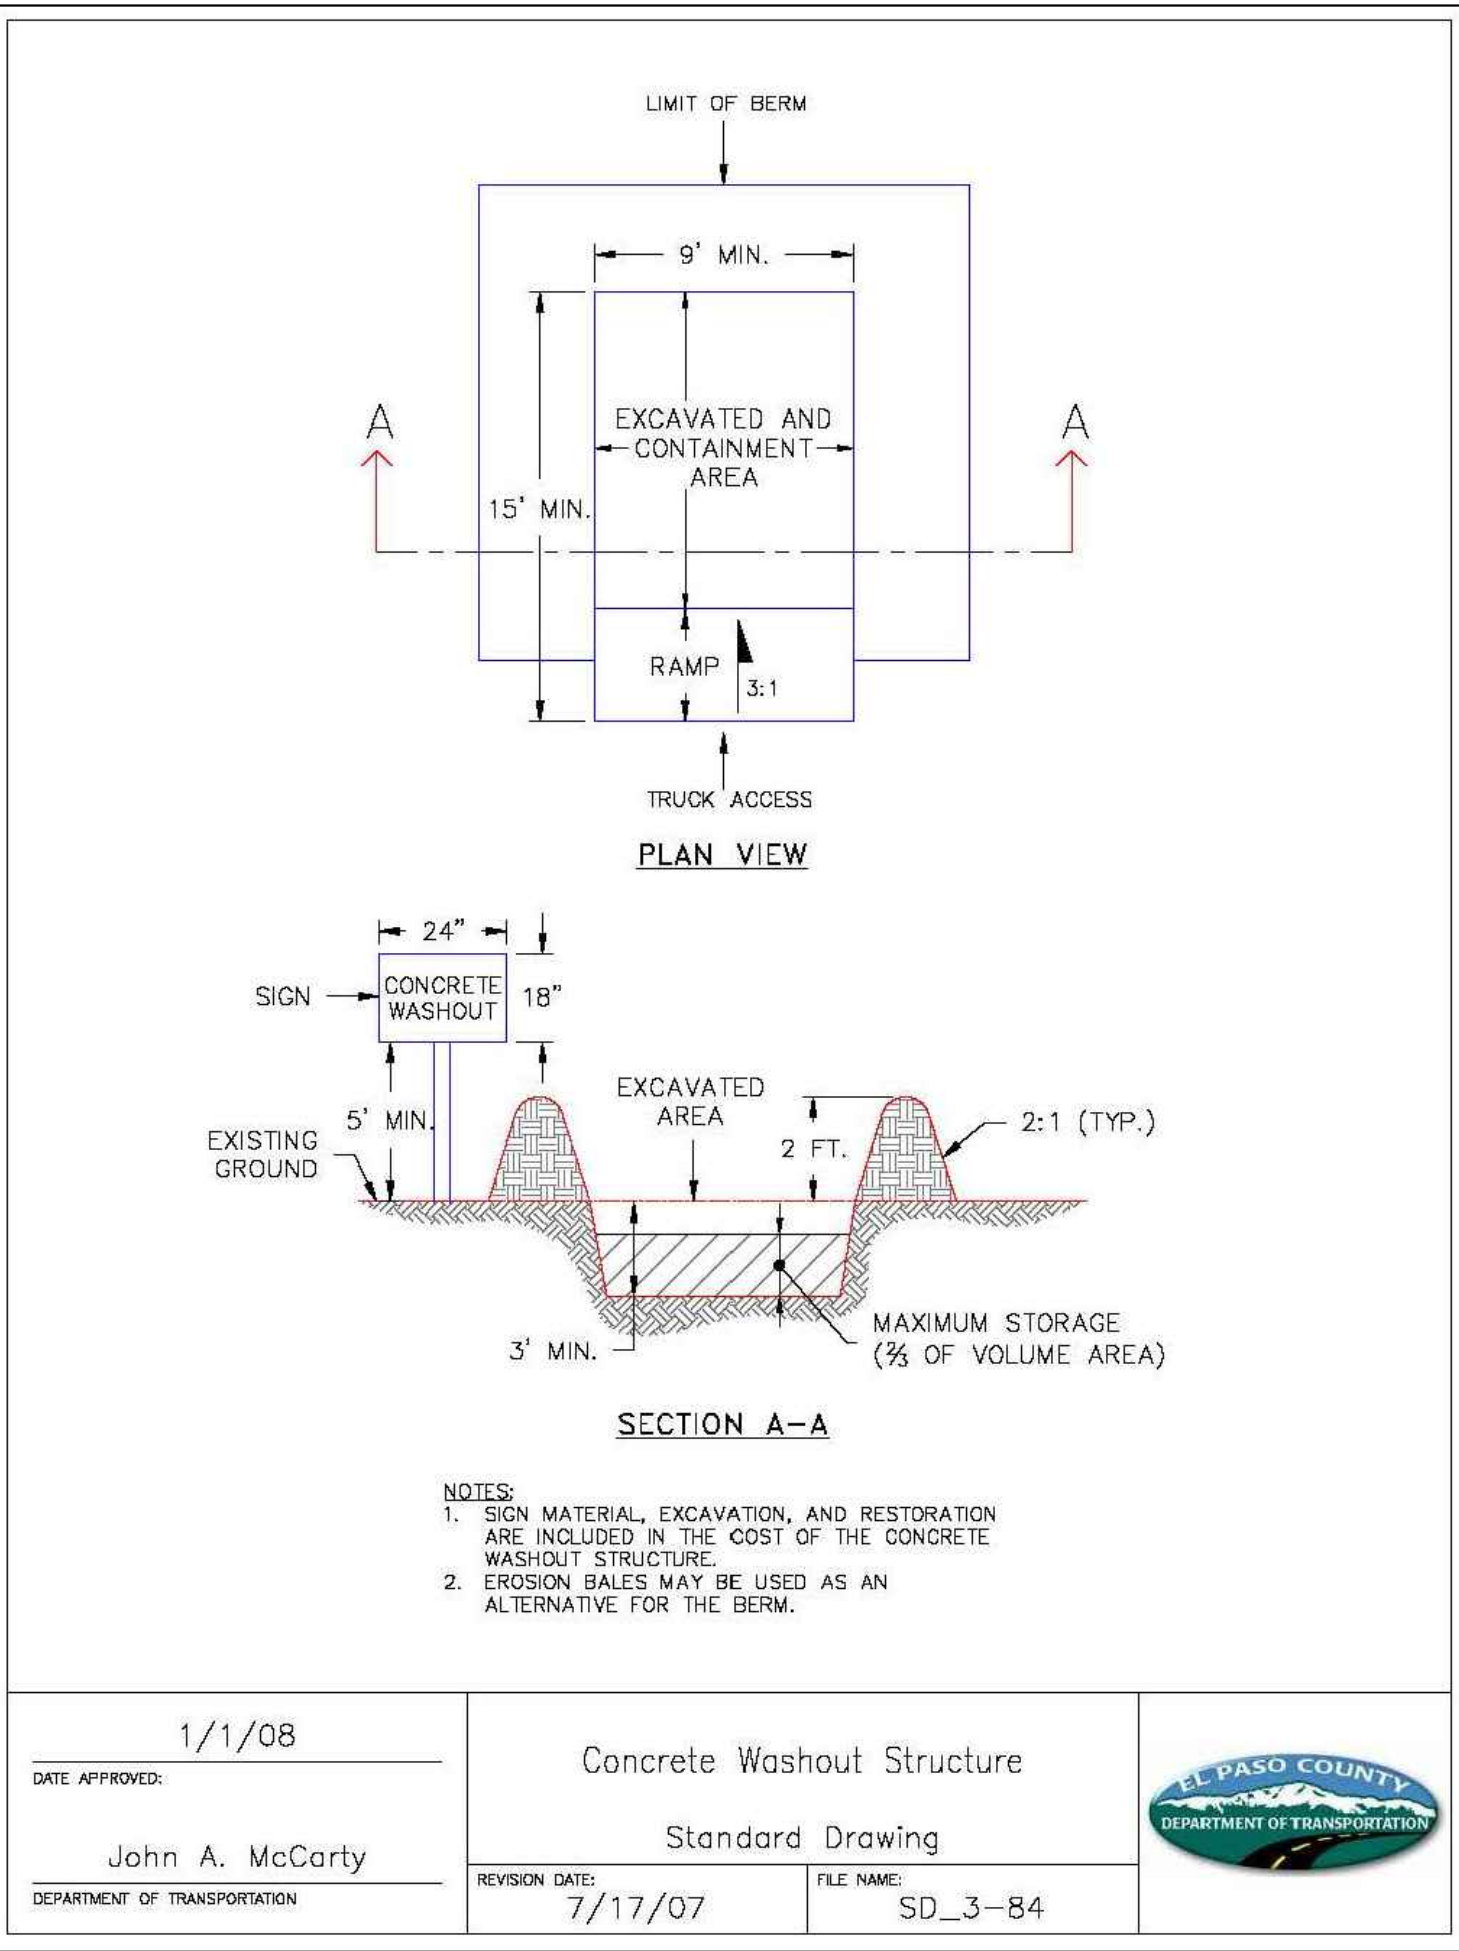 LIMIT OF BERM
9' MIN.
EXCAVATED AND
CONTAINMENT
AREA
A
A
15' MIN.
RAMP
3:1
TRUCK ACCESS
PLAN VIEW
24"
SIGN
CONCRETE
WASHOUT
18"
5' MIN.
EXISTING
GROUND
EXCAVATED
AREA
2 FT.
2:1 (TYP.)
3' MIN.
MAXIMUM STORAGE
(⅔ OF VOLUME AREA)
SECTION A-A
NOTES:
1. SIGN MATERIAL, EXCAVATION, AND RESTORATION
ARE INCLUDED IN THE COST OF THE CONCRETE
WASHOUT STRUCTURE.
2. EROSION BALES MAY BE USED AS AN
ALTERNATIVE FOR THE BERM.
1/1/08
DATE APPROVED:
John A. McCarty
DEPARTMENT OF TRANSPORTATION
Concrete Washout Structure
Standard Drawing
REVISION DATE:
7/17/07
FILE NAME:
SD_3-84
EL PASO COUNTY
DEPARTMENT OF TRANSPORTATION